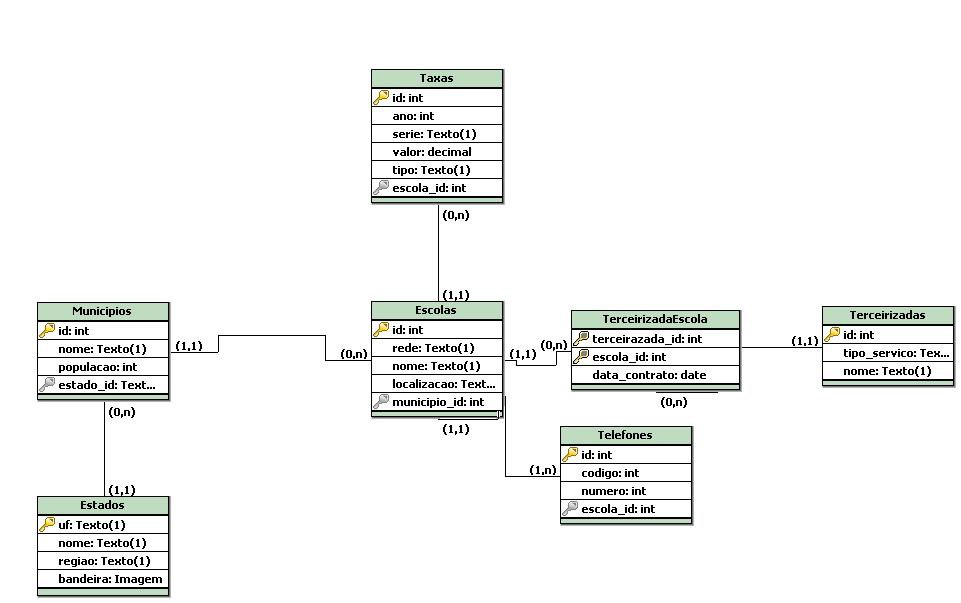 Taxas
id: int
ano: int
serie: Texto(1)
valor: decimal
tipo: Texto(1)
escola_id: int
(0,n)
(1,1)
Municipios
id: int
nome: Texto(1)
populacao: int
estado_id: Text...
(1,1)
(0,n)
(0,n)
(1,1)
Estados
uf: Texto(1)
nome: Texto(1)
regiao: Texto(1)
bandeira: Imagem
Escolas
id: int
rede: Texto(1)
nome: Texto(1)
localizacao: Text...
municipio_id: int
(1,1)
(1,1)
(0,n)
TerceirizadaEscola
terceirazada_id: int
escola_id: int
data_contrato: date
(0,n)
(1,1)
Terceirizadas
id: int
tipo_servico: Tex...
nome: Texto(1)
(1,n)
Telefones
id: int
codigo: int
numero: int
escola_id: int